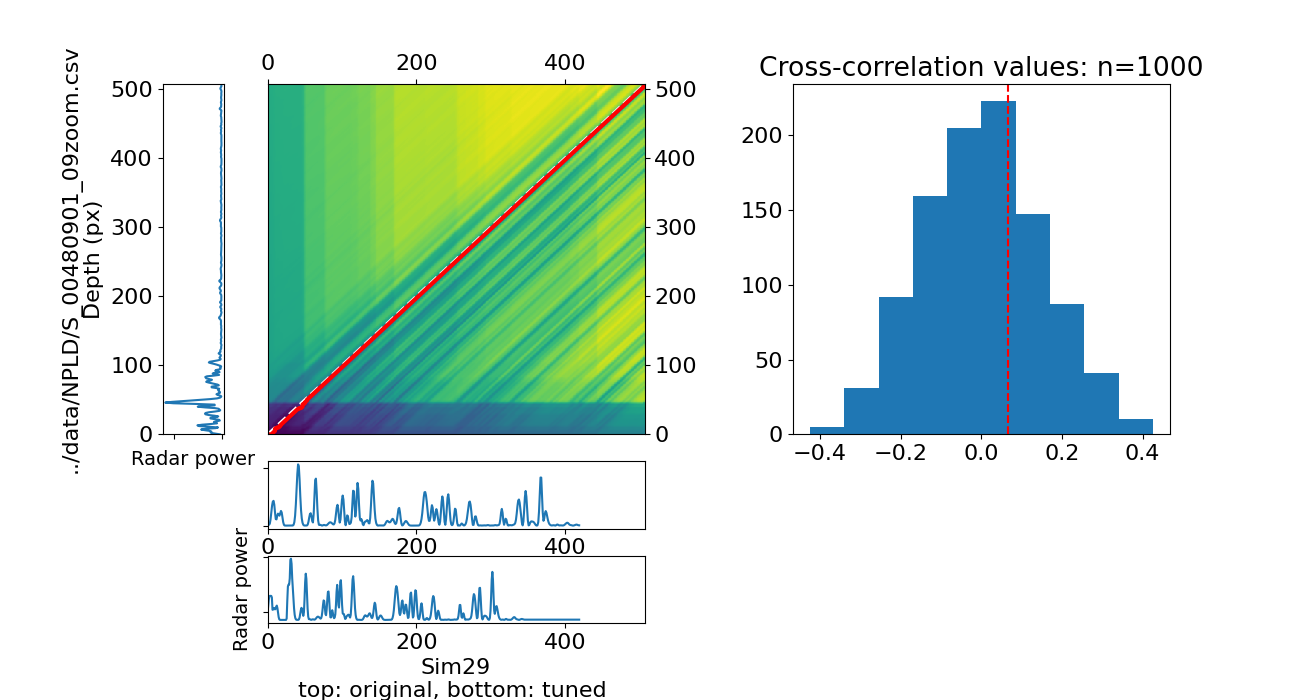 ../data/NPLD/S_00480901_09zoom.csv
Depth (px)
500
400
300
200
100
0
Radar power
0 200 400
500
400
300
200
100
0
0 200 400
Radar power
0 200 400
Sim29
top: original, bottom: tuned
Cross-correlation values: n=1000
200
150
100
50
0
−0.4 −0.2 0.0 0.2 0.4